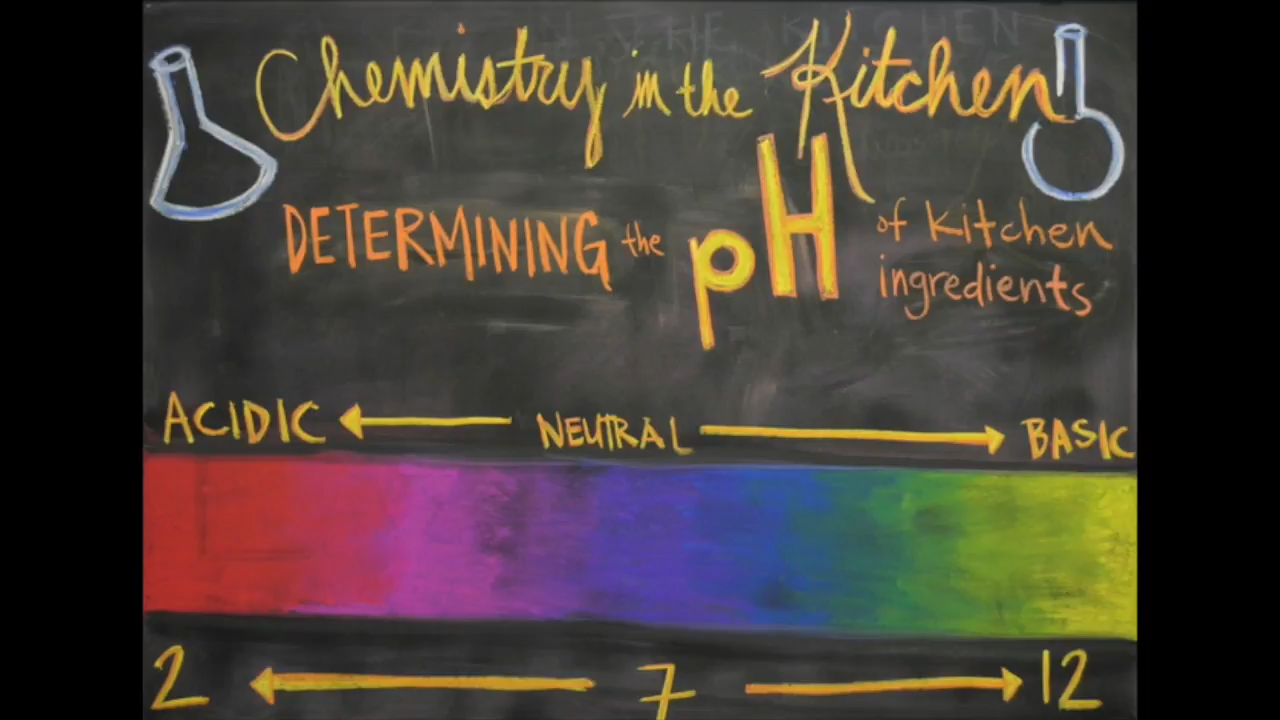 Chemistry in the Kitchen
DETERMINING the pH of Kitchen
ingredients
ACIDIC NEUTRAL BASIC
2 7 12